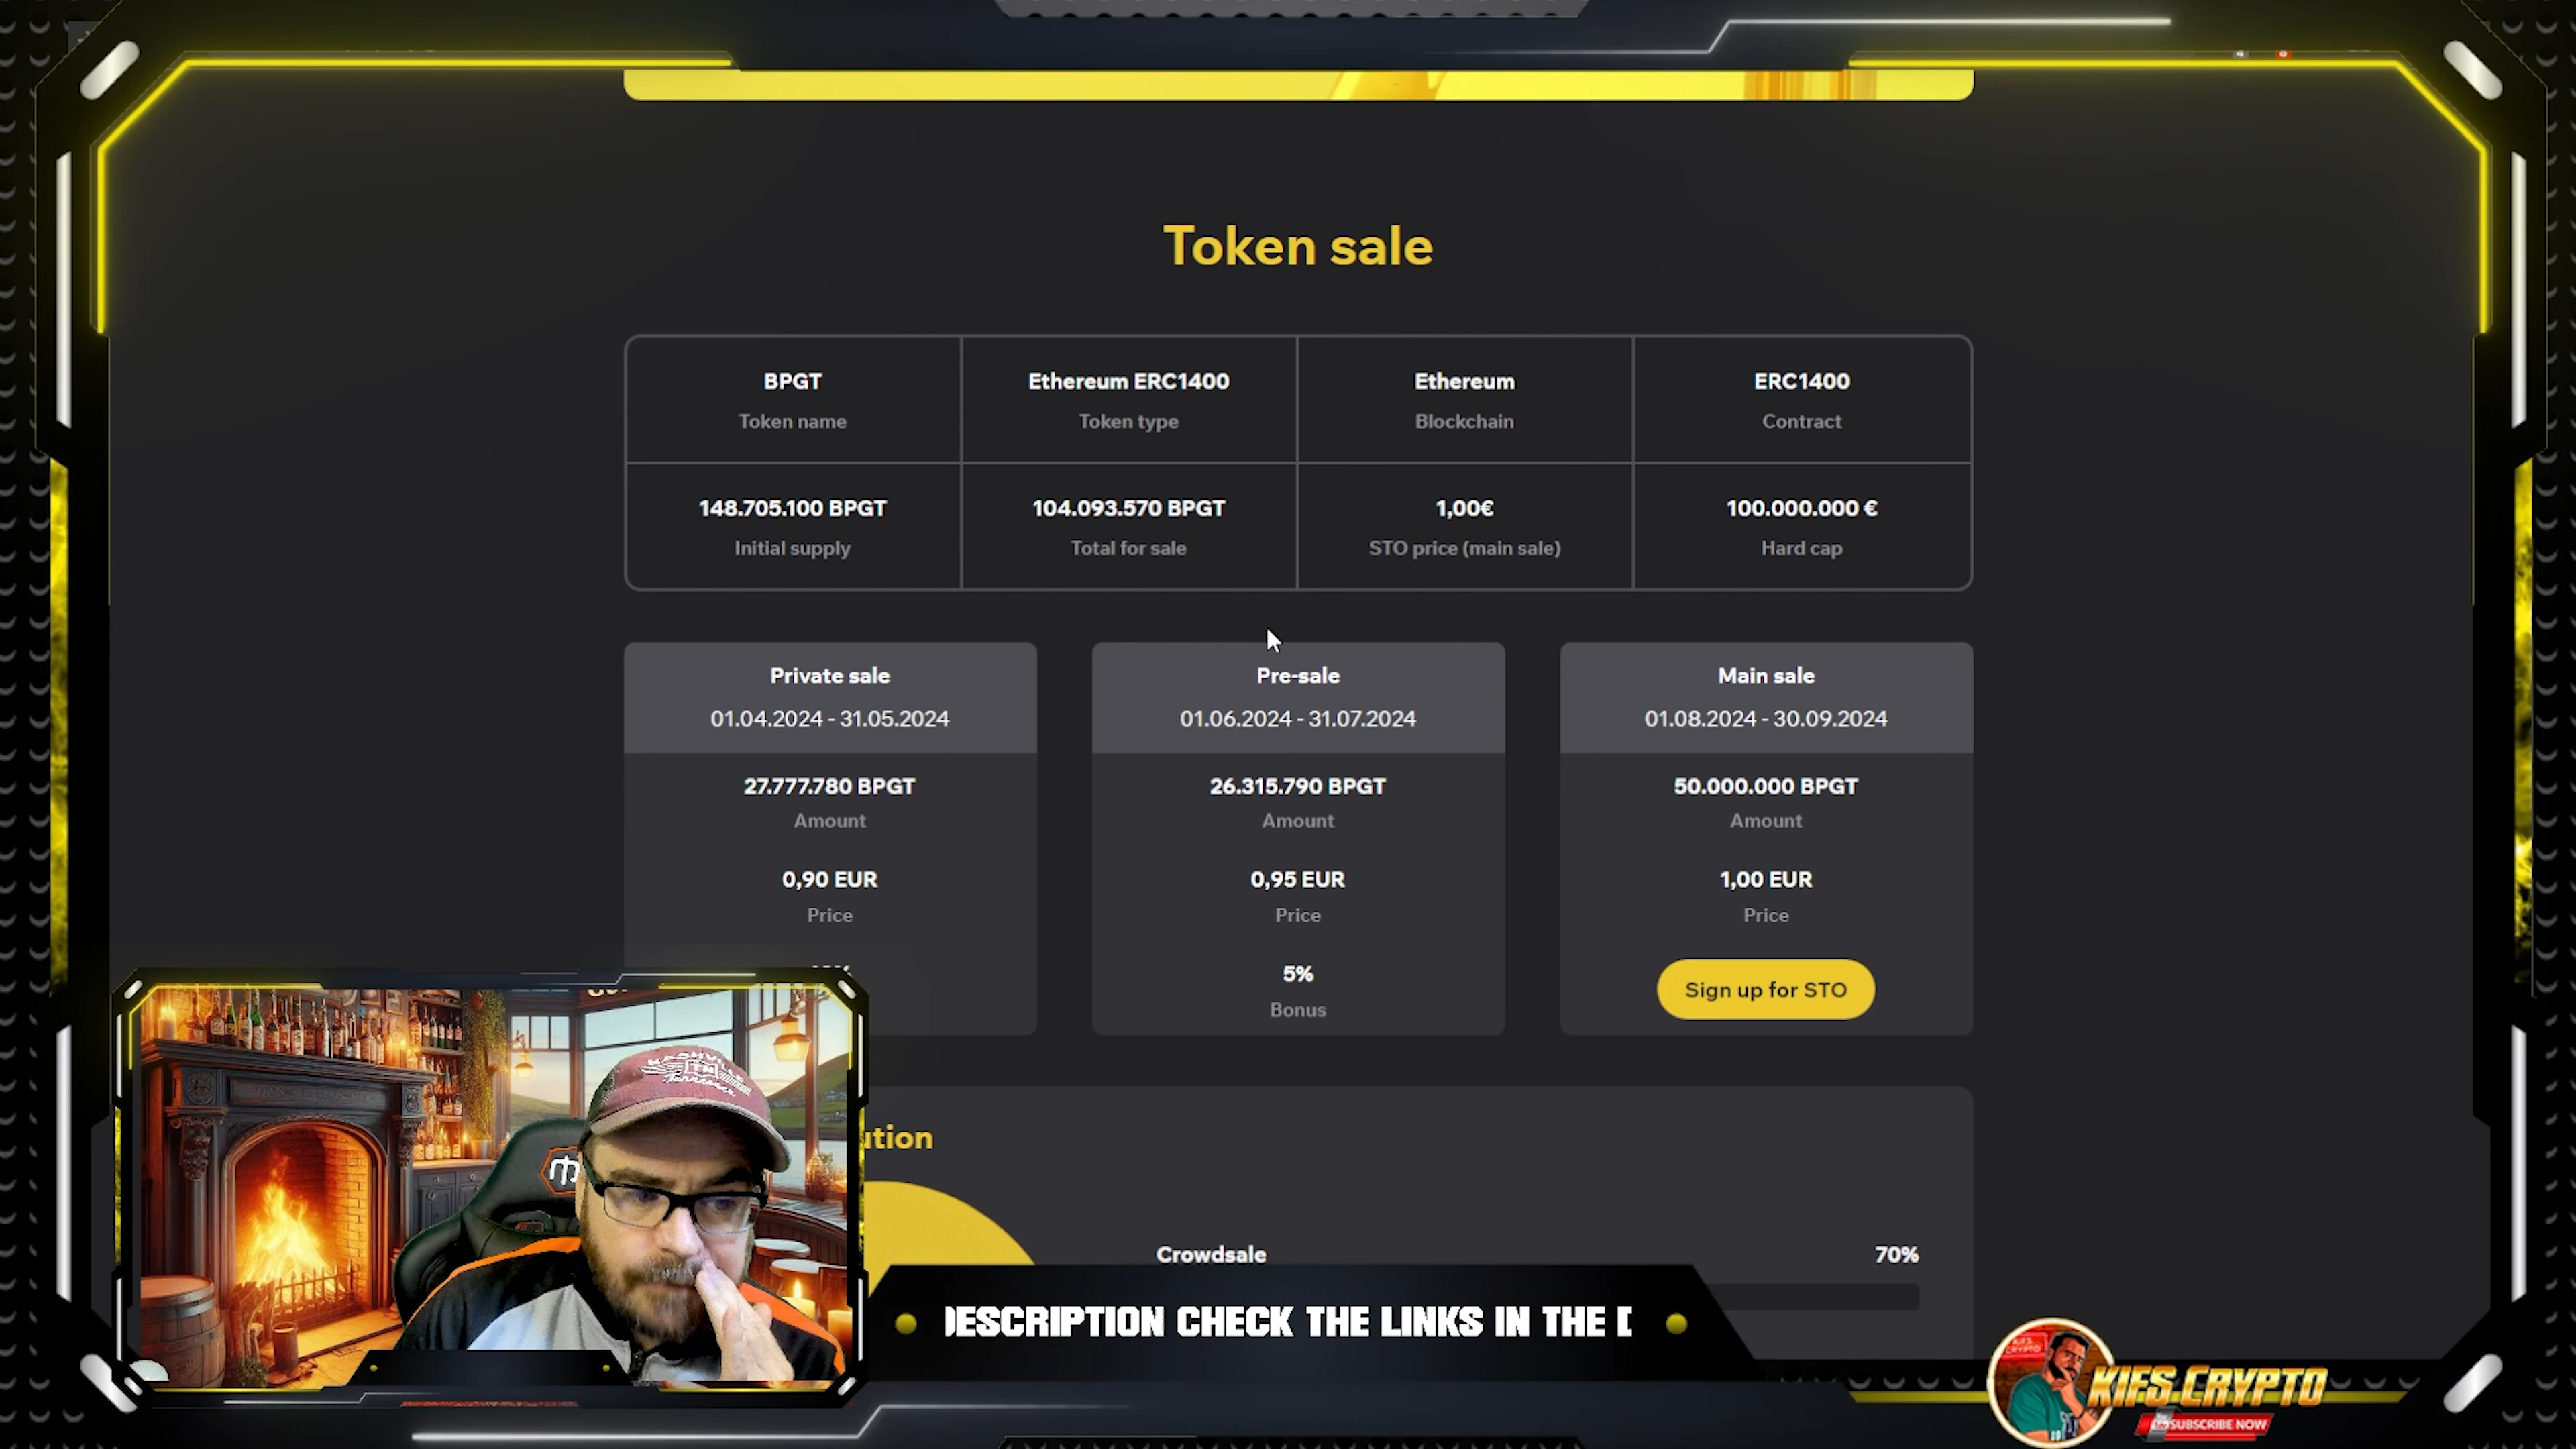 Token sale
BPGT
Token name
Ethereum ERC1400
Token type
Ethereum
Blockchain
ERC1400
Contract
148.705.100 BPGT
Initial supply
104.093.570 BPGT
Total for sale
1,00€
STO price (main sale)
100.000.000 €
Hard cap
Private sale
01.04.2024 - 31.05.2024
27.777.780 BPGT
Amount
0,90 EUR
Price
Pre-sale
01.06.2024 - 31.07.2024
26.315.790 BPGT
Amount
0,95 EUR
Price
5%
Bonus
Main sale
01.08.2024 - 30.09.2024
50.000.000 BPGT
Amount
1,00 EUR
Price
Sign up for STO
ution
Crowdsale
70%
NASHVILLE
TN
Tennessee
ESCRIPTION CHECK THE LINKS IN THE
KIFS CRYPTO
SUBSCRIBE NOW